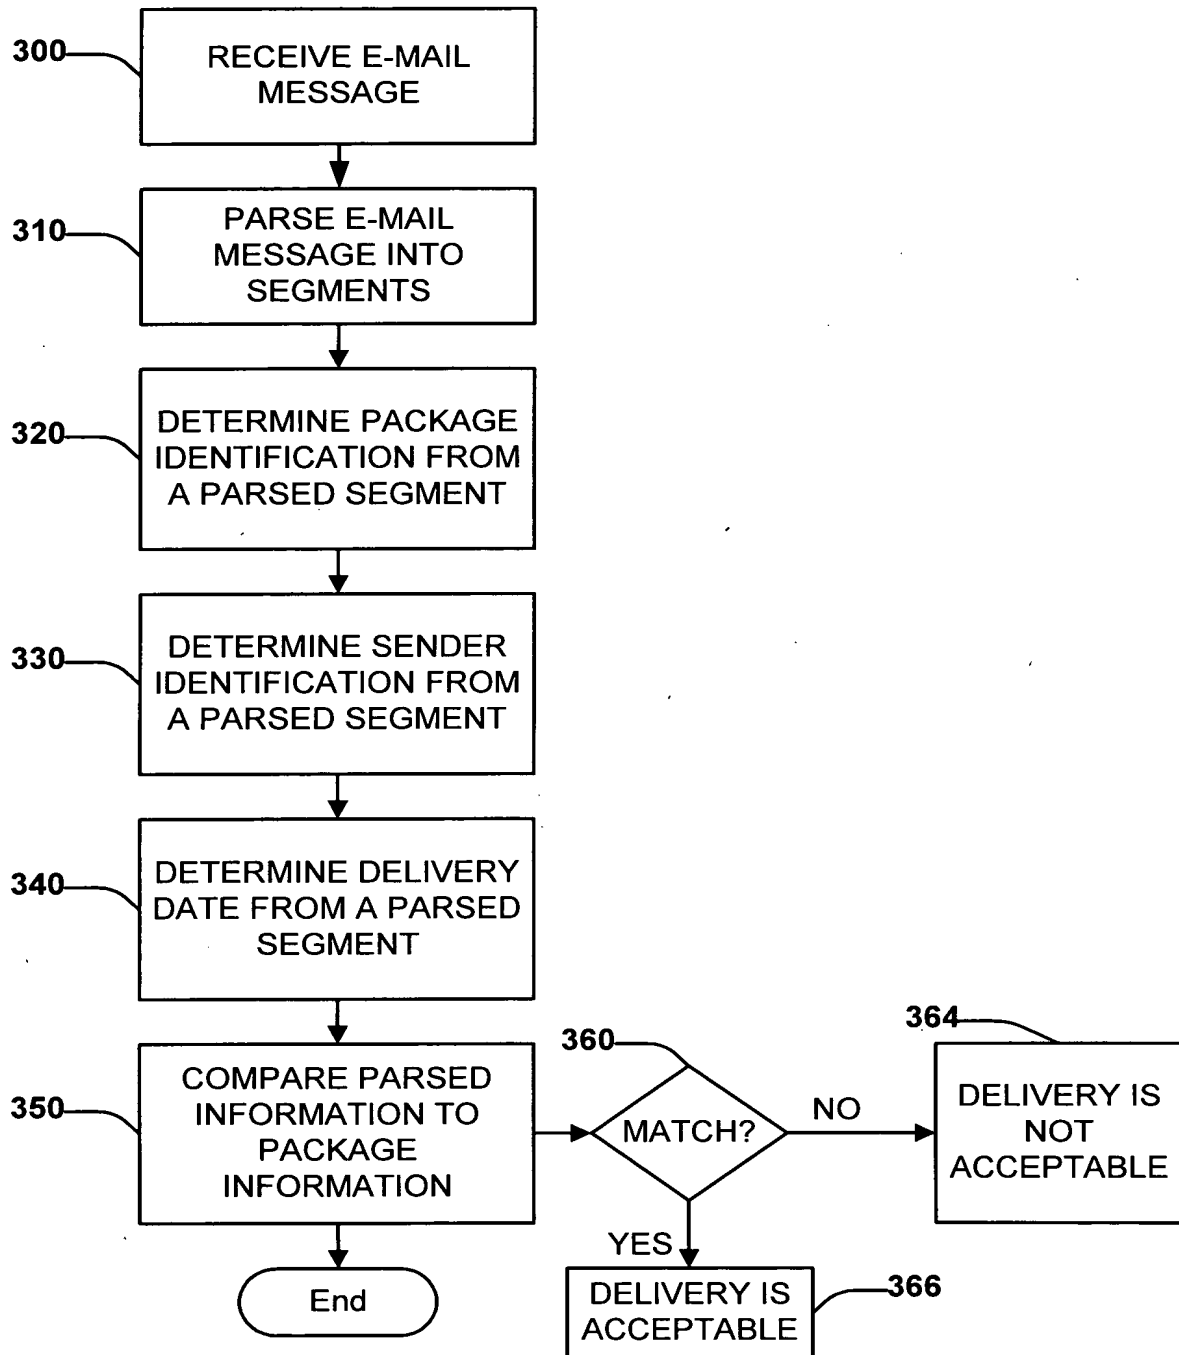 300
RECEIVE E-MAIL
MESSAGE
310
PARSE E-MAIL
MESSAGE INTO
SEGMENTS
320
DETERMINE PACKAGE
IDENTIFICATION FROM
A PARSED SEGMENT
330
DETERMINE SENDER
IDENTIFICATION FROM
A PARSED SEGMENT
340
DETERMINE DELIVERY
DATE FROM A PARSED
SEGMENT
350
COMPARE PARSED
INFORMATION TO
PACKAGE
INFORMATION
360
MATCH?
NO
364
DELIVERY IS
NOT
ACCEPTABLE
YES
366
DELIVERY IS
ACCEPTABLE
End